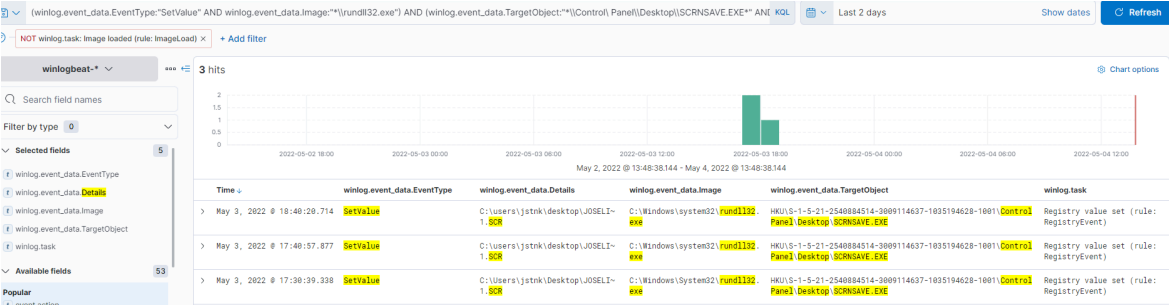 (winlog.event_data.EventType:"SetValue" AND winlog.event_data.Image:"*\\rundll32.exe") AND (winlog.event_data.TargetObject:"*\\Control\ Panel\\Desktop\\SCRNSAVE.EXE*" AND KQL Last 2 days Show dates Refresh
NOT winlog.task: Image loaded (rule: ImageLoad) × + Add filter
winlogbeat-*
3 hits
Chart options
Search field names
Filter by type 0
Selected fields 5
winlog.event_data.EventType
winlog.event_data.Details
winlog.event_data.Image
winlog.event_data.TargetObject
winlog.task
Available fields 53
Popular
2
1.5
1
0.5
0
2022-05-02 18:00 2022-05-03 00:00 2022-05-03 06:00 2022-05-03 12:00 2022-05-03 18:00 2022-05-04 00:00 2022-05-04 06:00 2022-05-04 12:00
May 2, 2022 @ 13:48:38.144 - May 4, 2022 @ 13:48:38.144
Time winlog.event_data.EventType winlog.event_data.Details winlog.event_data.Image winlog.event_data.TargetObject winlog.task
May 3, 2022 @ 18:40:20.714 SetValue C:\users\jstnk\desktop\JOSELI~ C:\Windows\system32\rundll32. HKU\S-1-5-21-2540884514-3009114637-1035194628-1001\Control Registry value set (rule:
1.SCR exe Panel\Desktop\SCRNSAVE.EXE RegistryEvent)
May 3, 2022 @ 17:40:57.877 SetValue C:\users\jstnk\desktop\JOSELI~ C:\Windows\system32\rundll32. HKU\S-1-5-21-2540884514-3009114637-1035194628-1001\Control Registry value set (rule:
1.SCR exe Panel\Desktop\SCRNSAVE.EXE RegistryEvent)
May 3, 2022 @ 17:30:39.338 SetValue C:\Users\jstnk\Desktop\JOSELI~ C:\Windows\system32\rundll32. HKU\S-1-5-21-2540884514-3009114637-1035194628-1001\Control Registry value set (rule:
1.SCR exe Panel\Desktop\SCRNSAVE.EXE RegistryEvent)